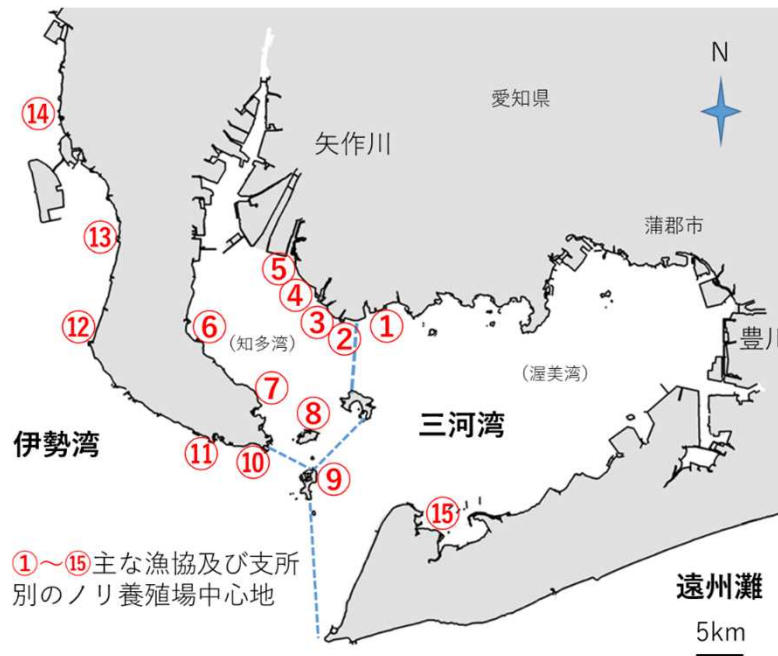 N
愛知県
⑭
矢作川
蒲郡市
⑬
⑤
④
③
②
①
⑫
⑥
(知多湾)
豊川
(渥美湾)
⑦
⑧
三河湾
伊勢湾
⑪
⑩
⑨
⑮
①～⑮主な漁協及び支所
別のノリ養殖場中心地
遠州灘
5km